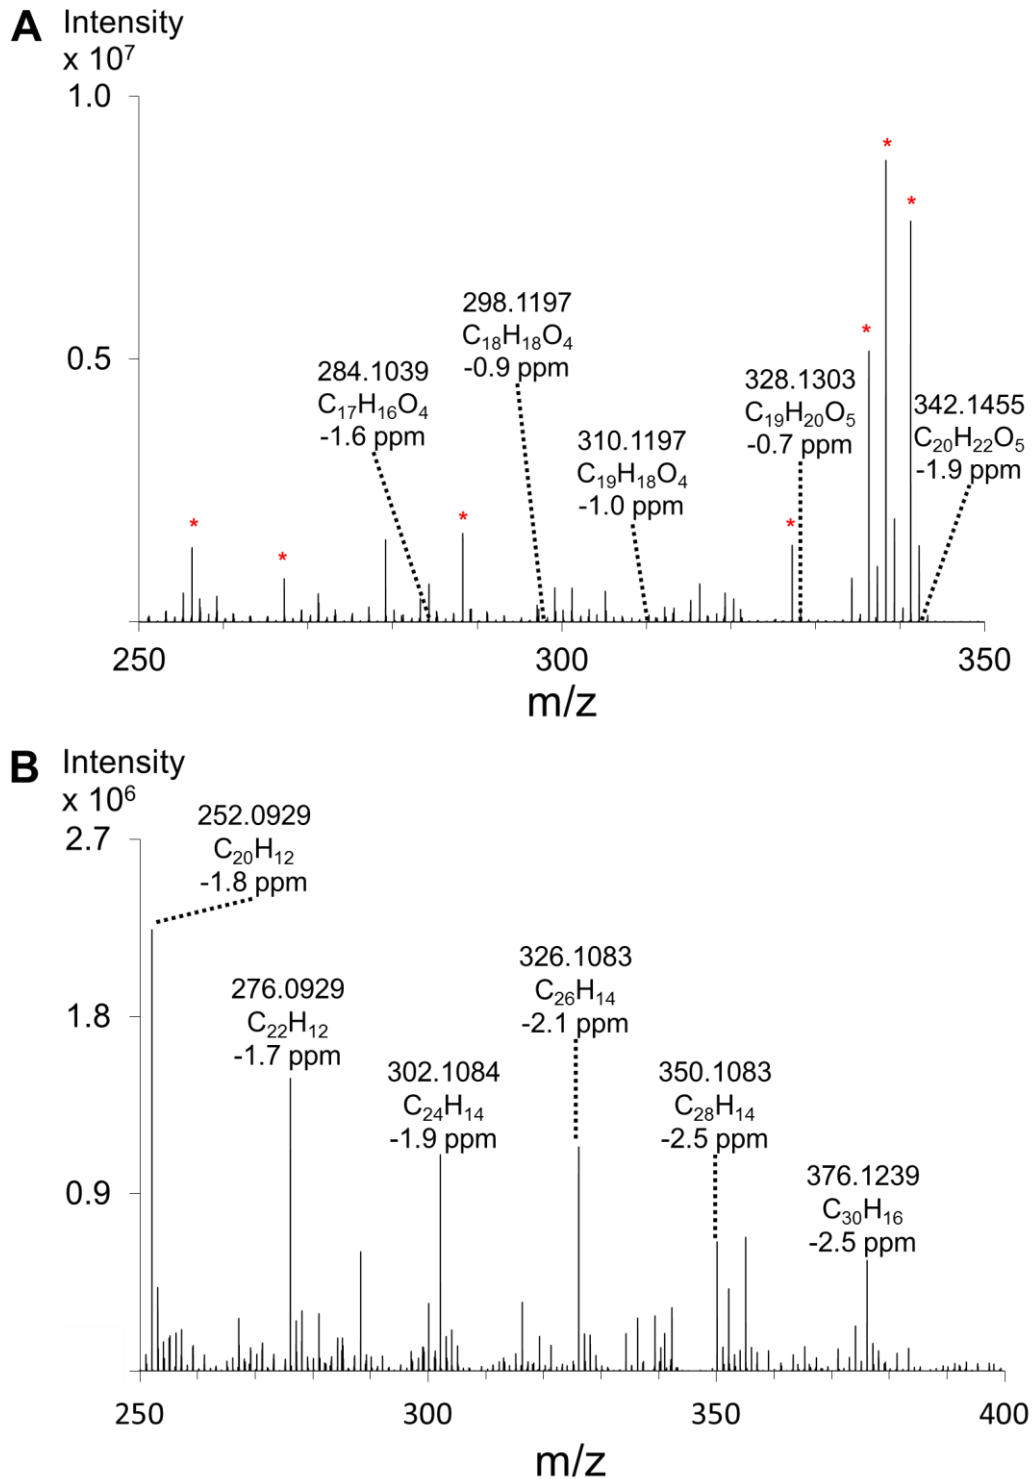 A Intensity
x 10⁷
1.0
0.5
284.1039
C₁₇H₁₆O₄
-1.6 ppm
298.1197
C₁₈H₁₈O₄
-0.9 ppm
310.1197
C₁₉H₁₈O₄
-1.0 ppm
328.1303
C₁₉H₂₀O₅
-0.7 ppm
342.1455
C₂₀H₂₂O₅
-1.9 ppm
* * * * * * *
250 300 350
m/z
B Intensity
x 10⁶
2.7
1.8
0.9
252.0929
C₂₀H₁₂
-1.8 ppm
276.0929
C₂₂H₁₂
-1.7 ppm
302.1084
C₂₄H₁₄
-1.9 ppm
326.1083
C₂₆H₁₄
-2.1 ppm
350.1083
C₂₈H₁₄
-2.5 ppm
376.1239
C₃₀H₁₆
-2.5 ppm
250 300 350 400
m/z